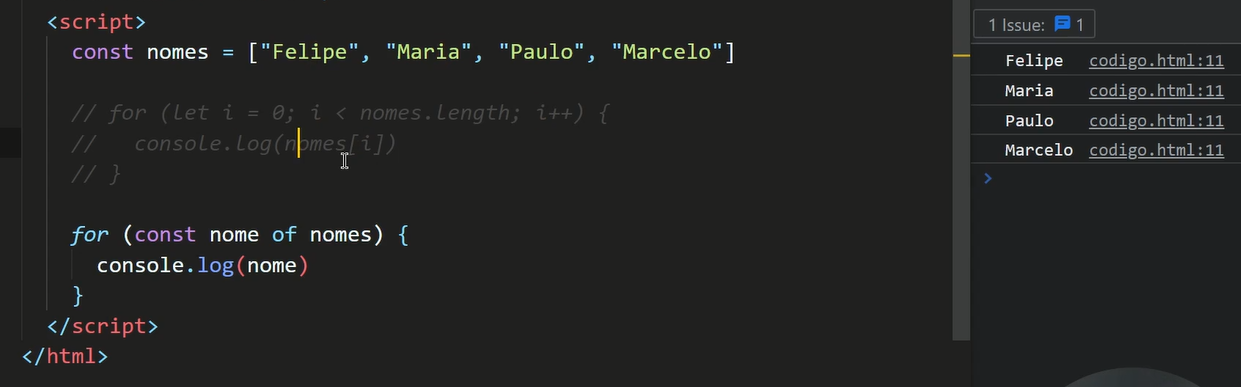 <script>
const nomes = ["Felipe", "Maria", "Paulo", "Marcelo"]
// for (let i = 0; i < nomes.length; i++) {
//   console.log(nomes[i])
// }
for (const nome of nomes) {
console.log(nome)
}
</script>
</html>
1 Issue: 1
Felipe codigo.html:11
Maria codigo.html:11
Paulo codigo.html:11
Marcelo codigo.html:11
>